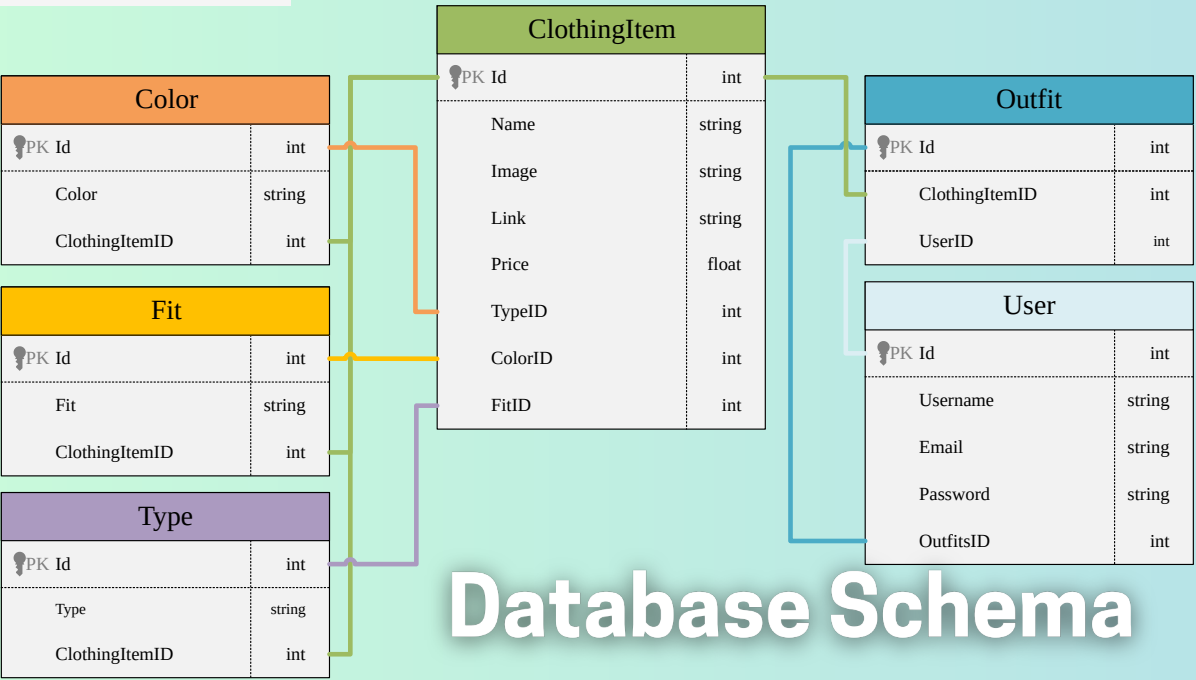 ClothingItem
PK Id int
Name string
Image string
Link string
Price float
TypeID int
ColorID int
FitID int
Color
PK Id int
Color string
ClothingItemID int
Fit
PK Id int
Fit string
ClothingItemID int
Type
PK Id int
Type string
ClothingItemID int
Outfit
PK Id int
ClothingItemID int
UserID int
User
PK Id int
Username string
Email string
Password string
OutfitsID int
Database Schema